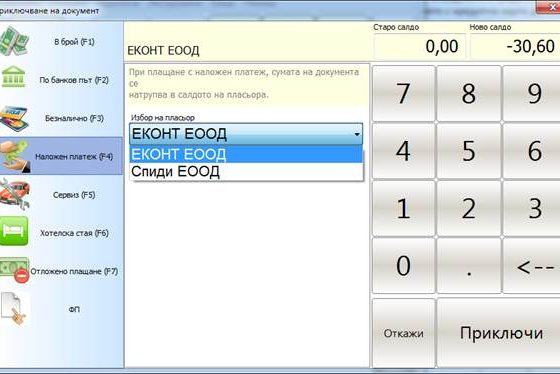 Приключване на документ
В брой (F1)
По банков път (F2)
Безналично (F3)
Наложен платеж (F4)
Сервиз (F5)
Хотелска стая (F6)
Отложено плащане (F7)
ФП
ЕКОНТ ЕООД
При плащане с наложен платеж, сумата на документа
се
натрупва в салдото на пласьора.
Избор на пласьор
ЕКОНТ ЕООД
ЕКОНТ ЕООД
Спиди ЕООД
Старо салдо
Ново салдо
0,00
-30,60
7 8 9
4 5 6
1 2 3
0 . <--
Откажи
Приключи